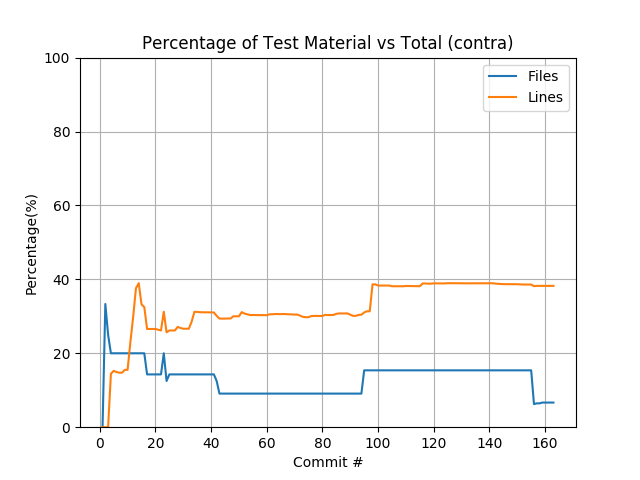 Percentage of Test Material vs Total (contra)
Files
Lines
Percentage(%)
100
80
60
40
20
0
0 20 40 60 80 100 120 140 160
Commit #